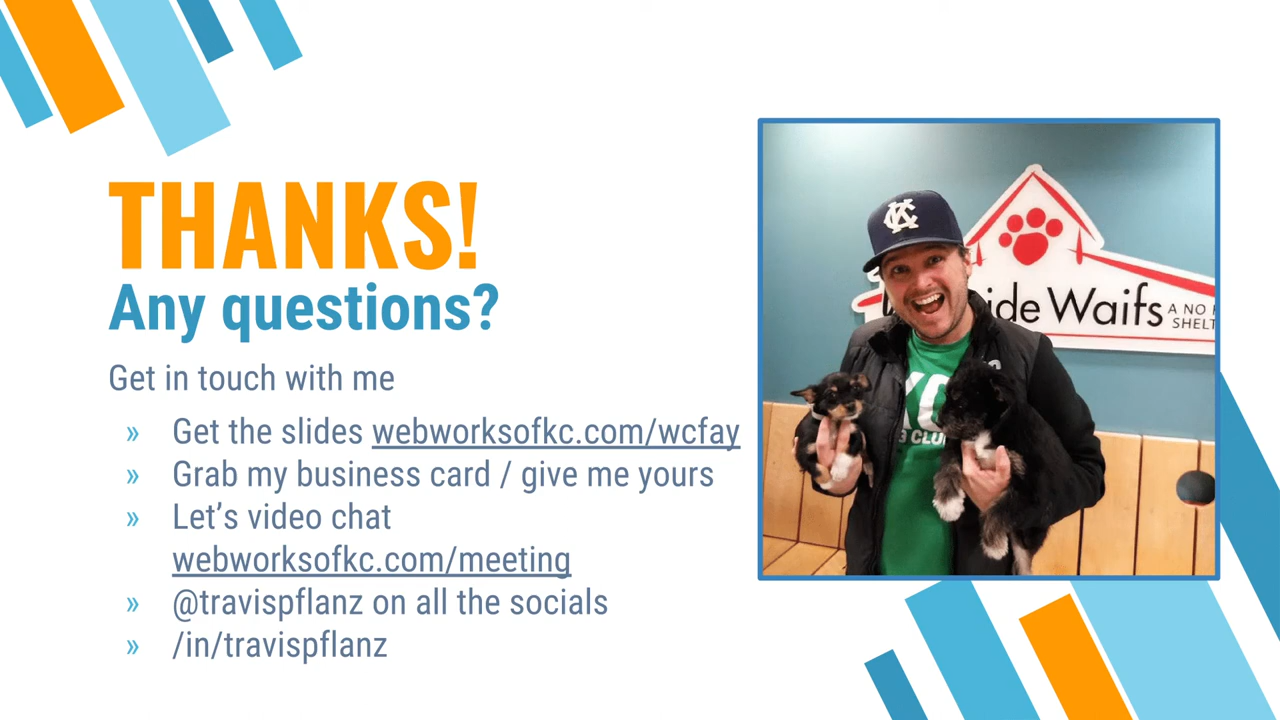 THANKS!
Any questions?
Get in touch with me
» Get the slides webworksofkc.com/wcfay
» Grab my business card / give me yours
» Let’s video chat
webworksofkc.com/meeting
» @travispflanz on all the socials
» /in/travispflanz
KC
Waifs
A NO